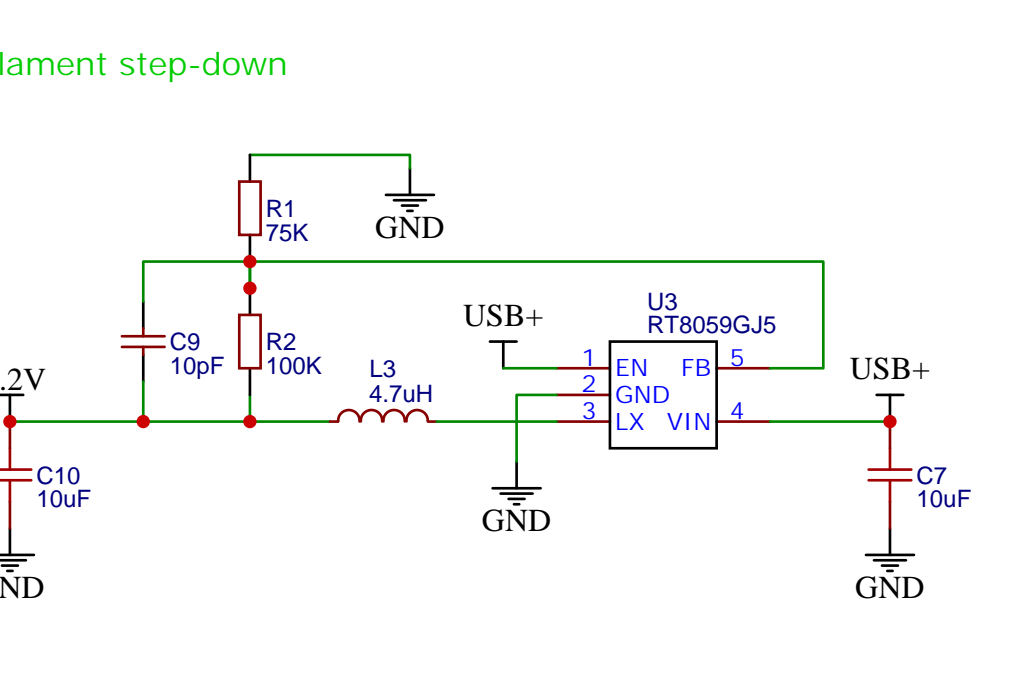 lament step-down
R1
75K
GND
USB+
U3
RT8059GJ5
C9
10pF
R2
100K
L3
4.7uH
1
EN
FB
5
2
GND
3
LX
VIN
4
USB+
.2V
C10
10uF
GND
C7
10uF
ND
GND